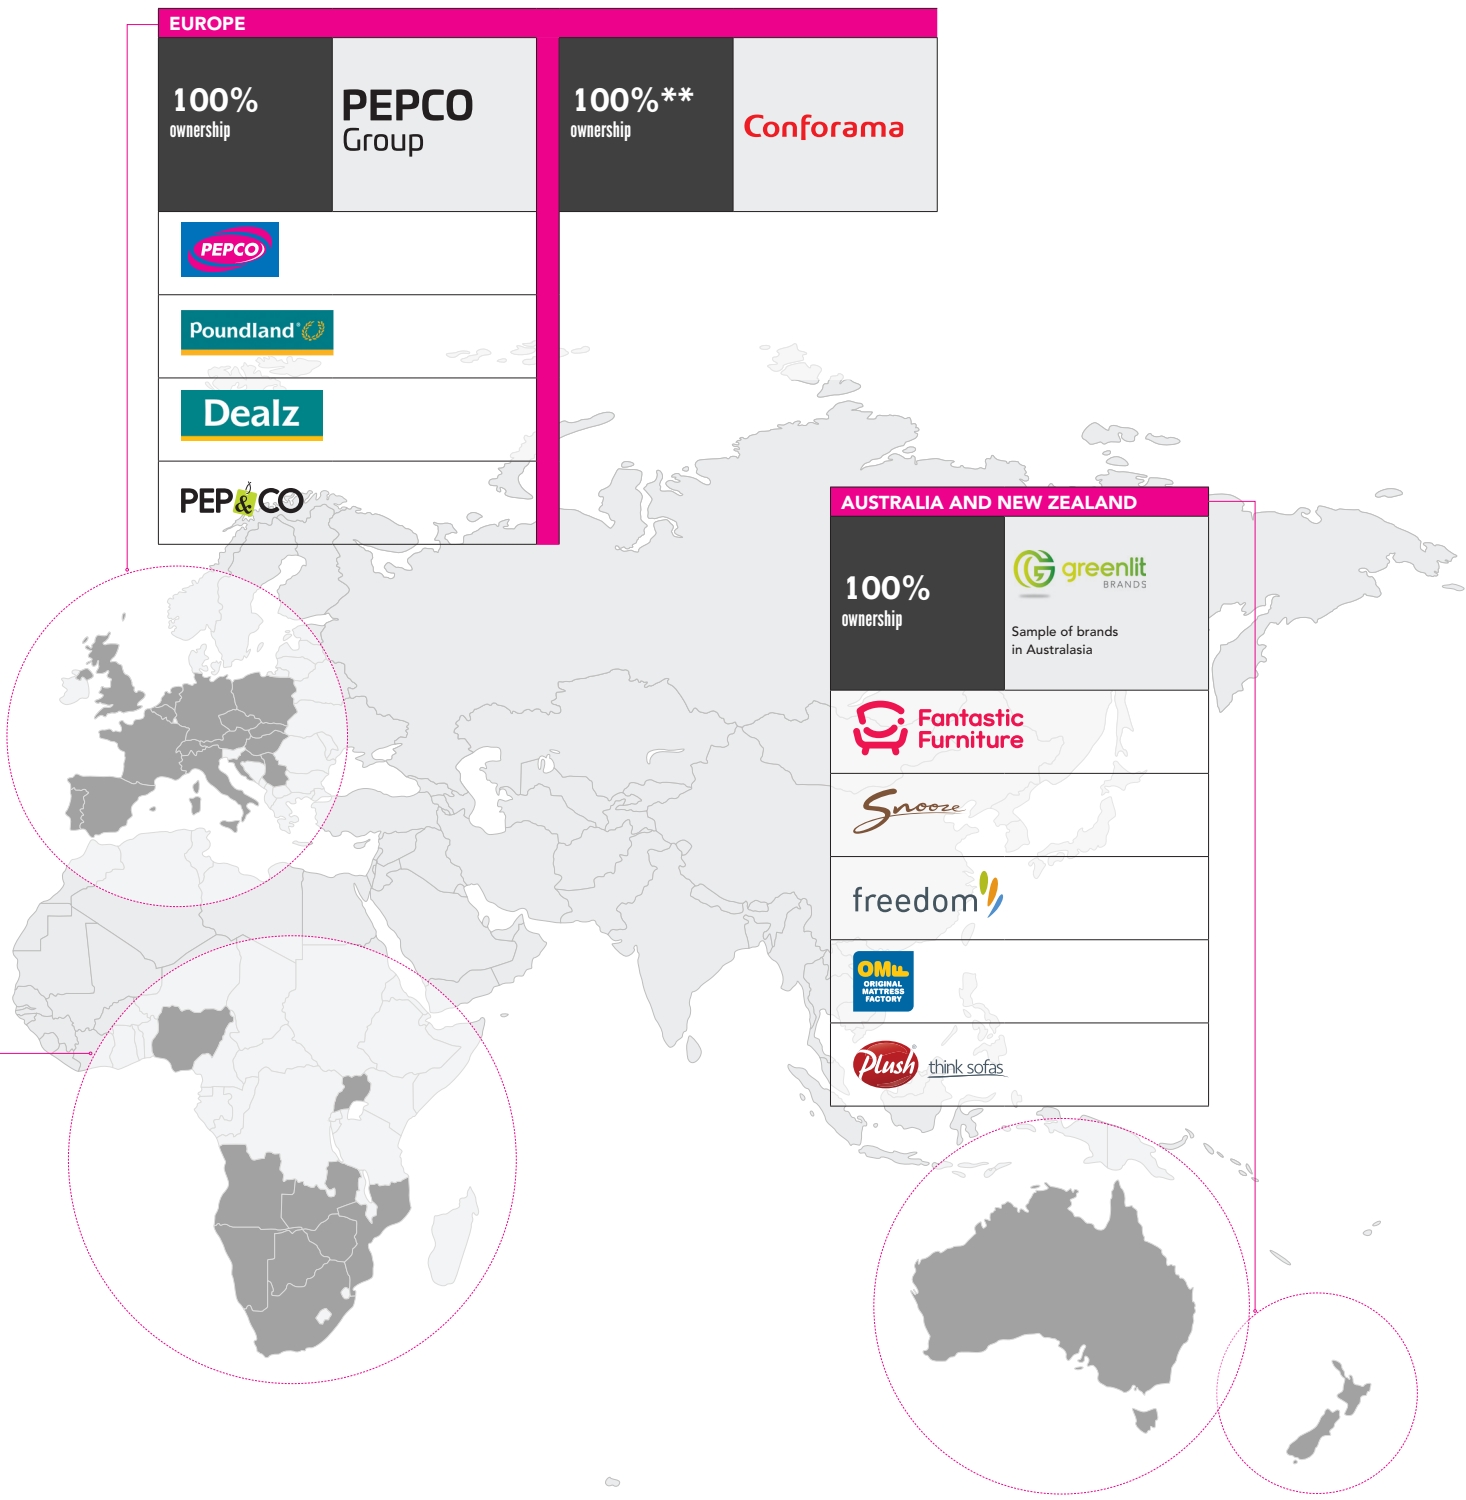 EUROPE
100%
ownership
PEPCO
Group
100%**
ownership
Conforama
PEPCO
Poundland®
Dealz
PEP&CO
AUSTRALIA AND NEW ZEALAND
100%
ownership
greenlit
BRANDS
Sample of brands
in Australasia
Fantastic
Furniture
Snooze
freedom
OMF
ORIGINAL
MATTRESS
FACTORY
Plush® think sofas